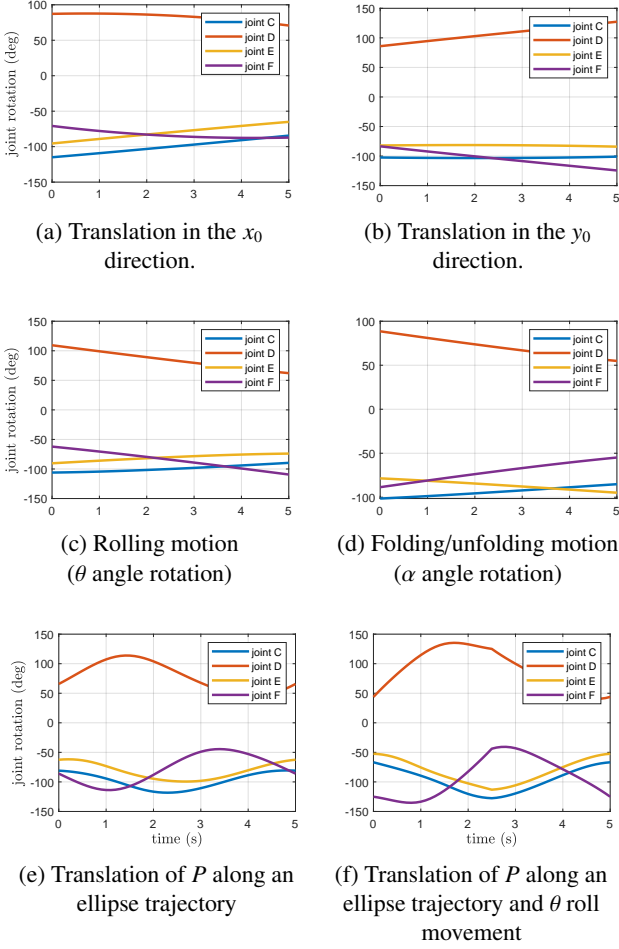 100
50
0
-50
-100
-150
joint rotation (deg)
0 1 2 3 4 5
joint C
joint D
joint E
joint F
(a) Translation in the x₀
direction.
150
100
50
0
-50
-100
-150
0 1 2 3 4 5
joint C
joint D
joint E
joint F
(b) Translation in the y₀
direction.
150
100
50
0
-50
-100
-150
joint rotation (deg)
0 1 2 3 4 5
joint C
joint D
joint E
joint F
(c) Rolling motion
(θ angle rotation)
100
50
0
-50
-100
0 1 2 3 4 5
joint C
joint D
joint E
joint F
(d) Folding/unfolding motion
(α angle rotation)
150
100
50
0
-50
-100
-150
joint rotation (deg)
0 1 2 3 4 5
time (s)
joint C
joint D
joint E
joint F
(e) Translation of P along an
ellipse trajectory
150
100
50
0
-50
-100
-150
0 1 2 3 4 5
time (s)
joint C
joint D
joint E
joint F
(f) Translation of P along an
ellipse trajectory and θ roll
movement